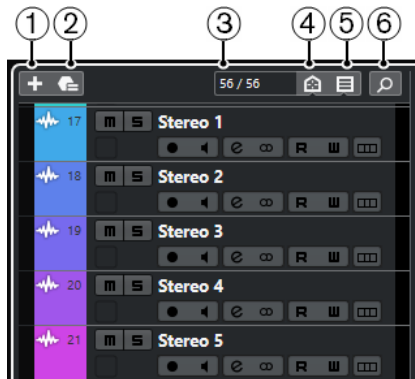 1 2 3 4 5 6
56 / 56
17 m S Stereo 1
e R W
18 m S Stereo 2
e R W
19 m S Stereo 3
e R W
20 m S Stereo 4
e R W
21 m S Stereo 5
e R W